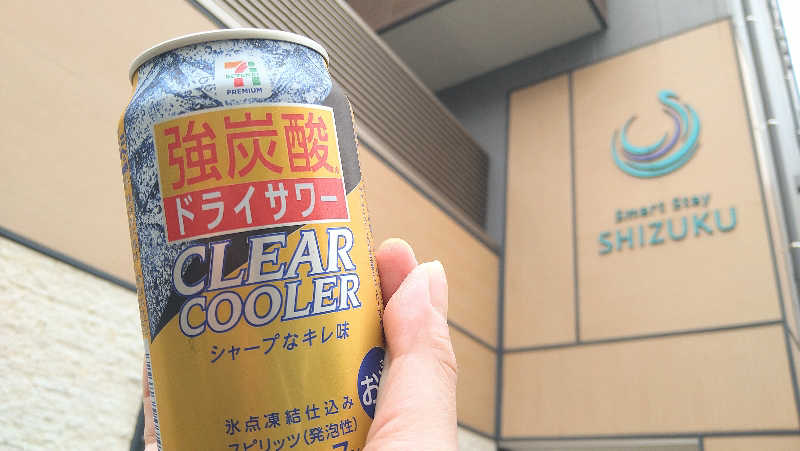 SEVEN & i
PREMIUM
強炭酸
ドライサワー
CLEAR
COOLER
シャープなキレ味
お
氷点凍結仕込み
スピリッツ(発泡性)
7
Smart Stay
SHIZUKU